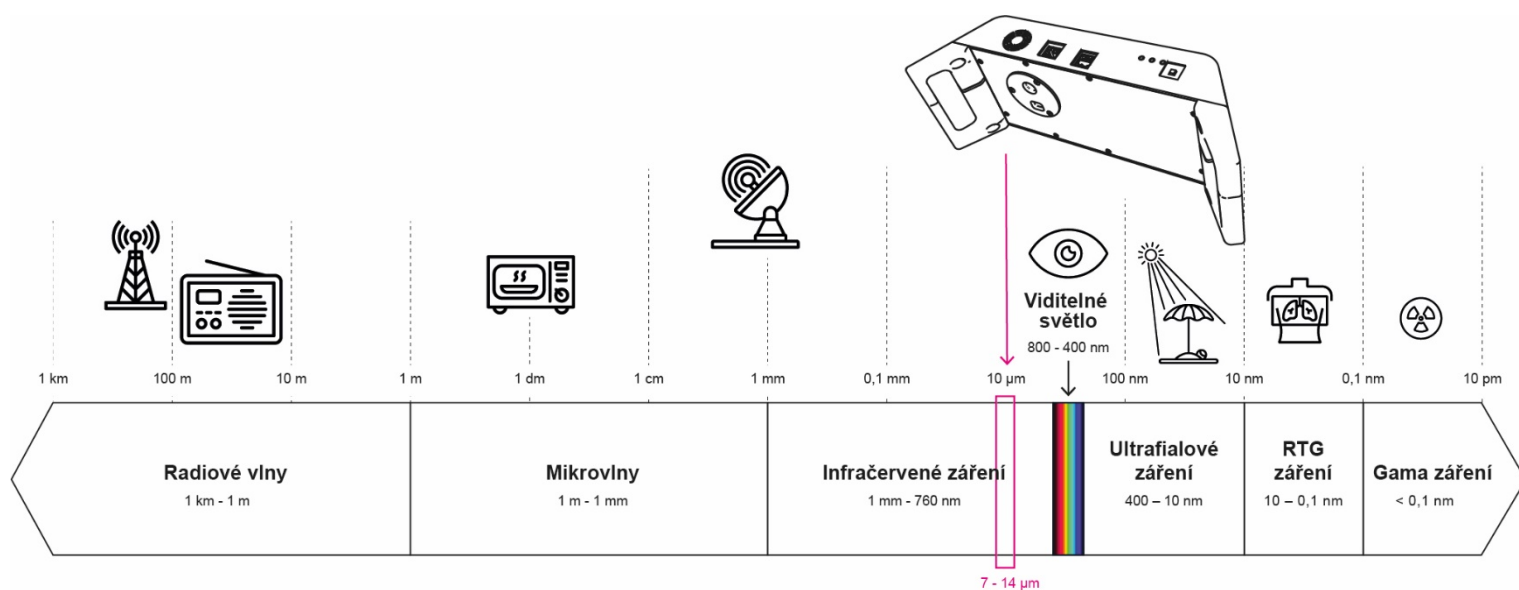 Viditelné
světlo
800 - 400 nm
1 km
100 m
10 m
1 m
1 dm
1 cm
1 mm
0,1 mm
10 µm
100 nm
10 nm
0,1 nm
10 pm
Radiové vlny
1 km - 1 m
Mikrovlny
1 m - 1 mm
Infračervené záření
1 mm - 760 nm
Ultrafialové
záření
400 – 10 nm
RTG
záření
10 – 0,1 nm
Gama záření
< 0,1 nm
7 - 14 µm